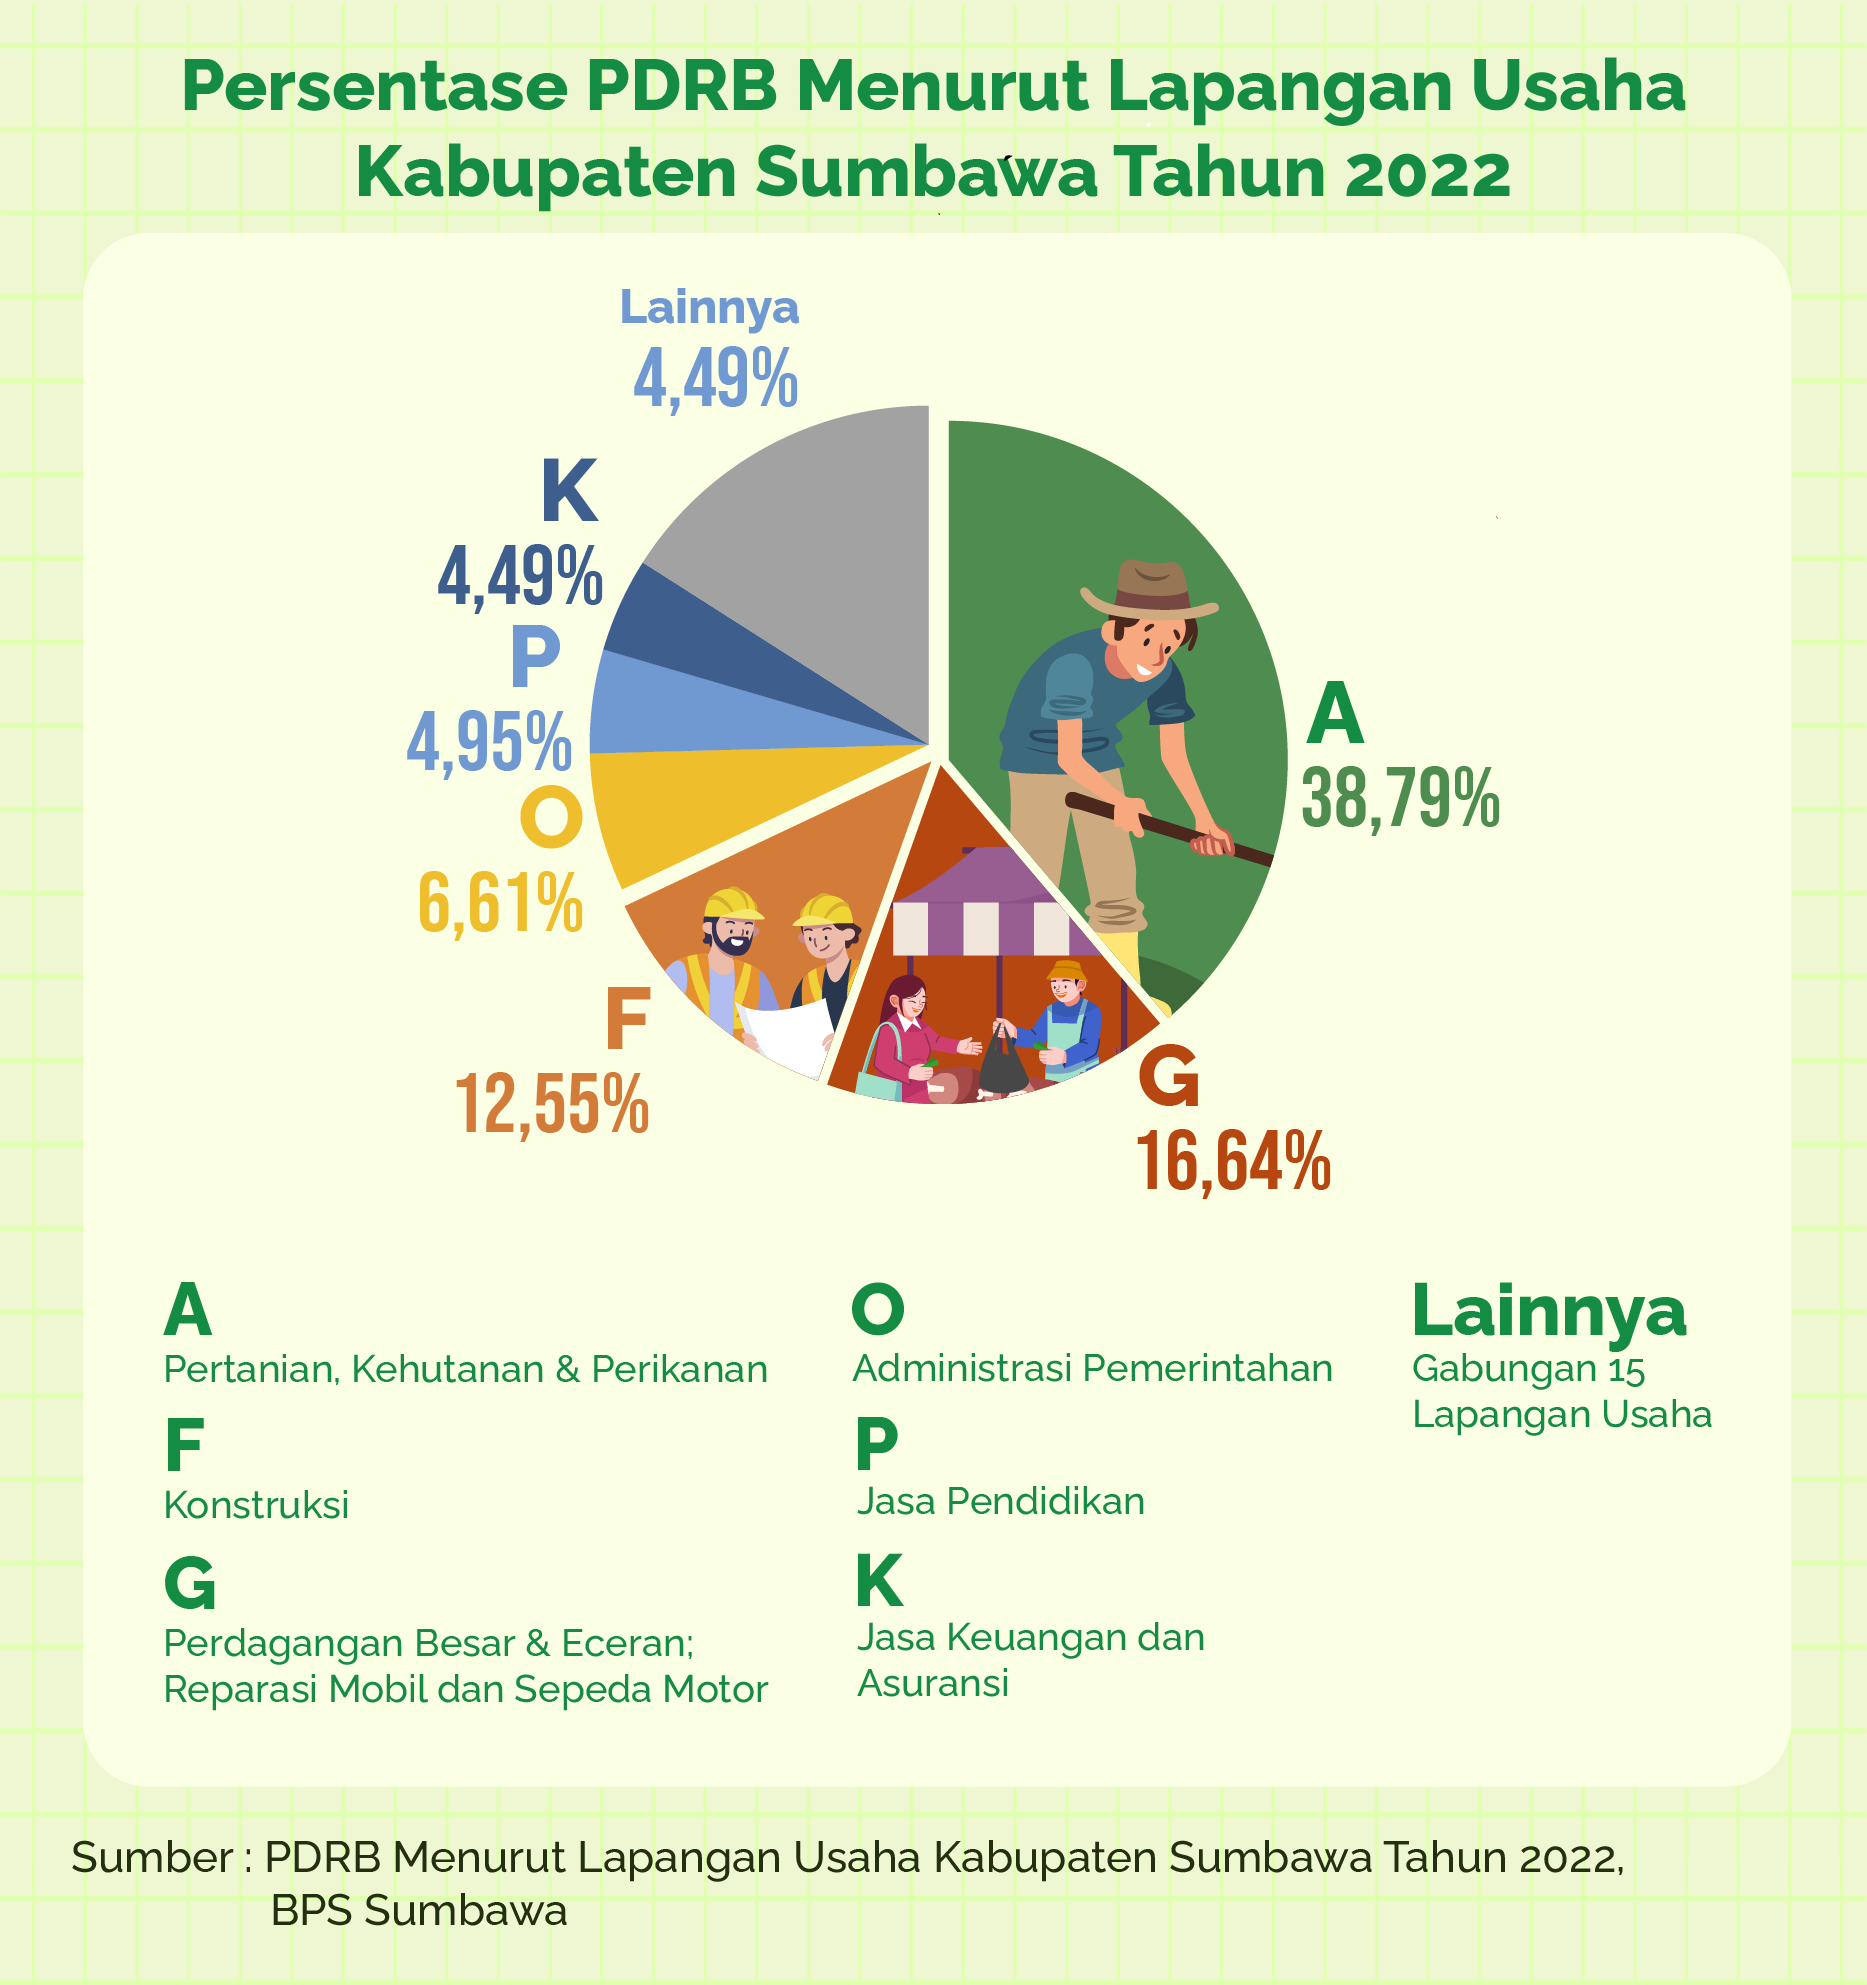 Persentase PDRB Menurut Lapangan Usaha
Kabupaten Sumbawa Tahun 2022
Lainnya
4,49%
K
4,49%
P
4,95%
O
6,61%
F
12,55%
A
38,79%
G
16,64%
A
Pertanian, Kehutanan & Perikanan
F
Konstruksi
G
Perdagangan Besar & Eceran;
Reparasi Mobil dan Sepeda Motor
O
Administrasi Pemerintahan
P
Jasa Pendidikan
K
Jasa Keuangan dan
Asuransi
Lainnya
Gabungan 15
Lapangan Usaha
Sumber : PDRB Menurut Lapangan Usaha Kabupaten Sumbawa Tahun 2022,
BPS Sumbawa